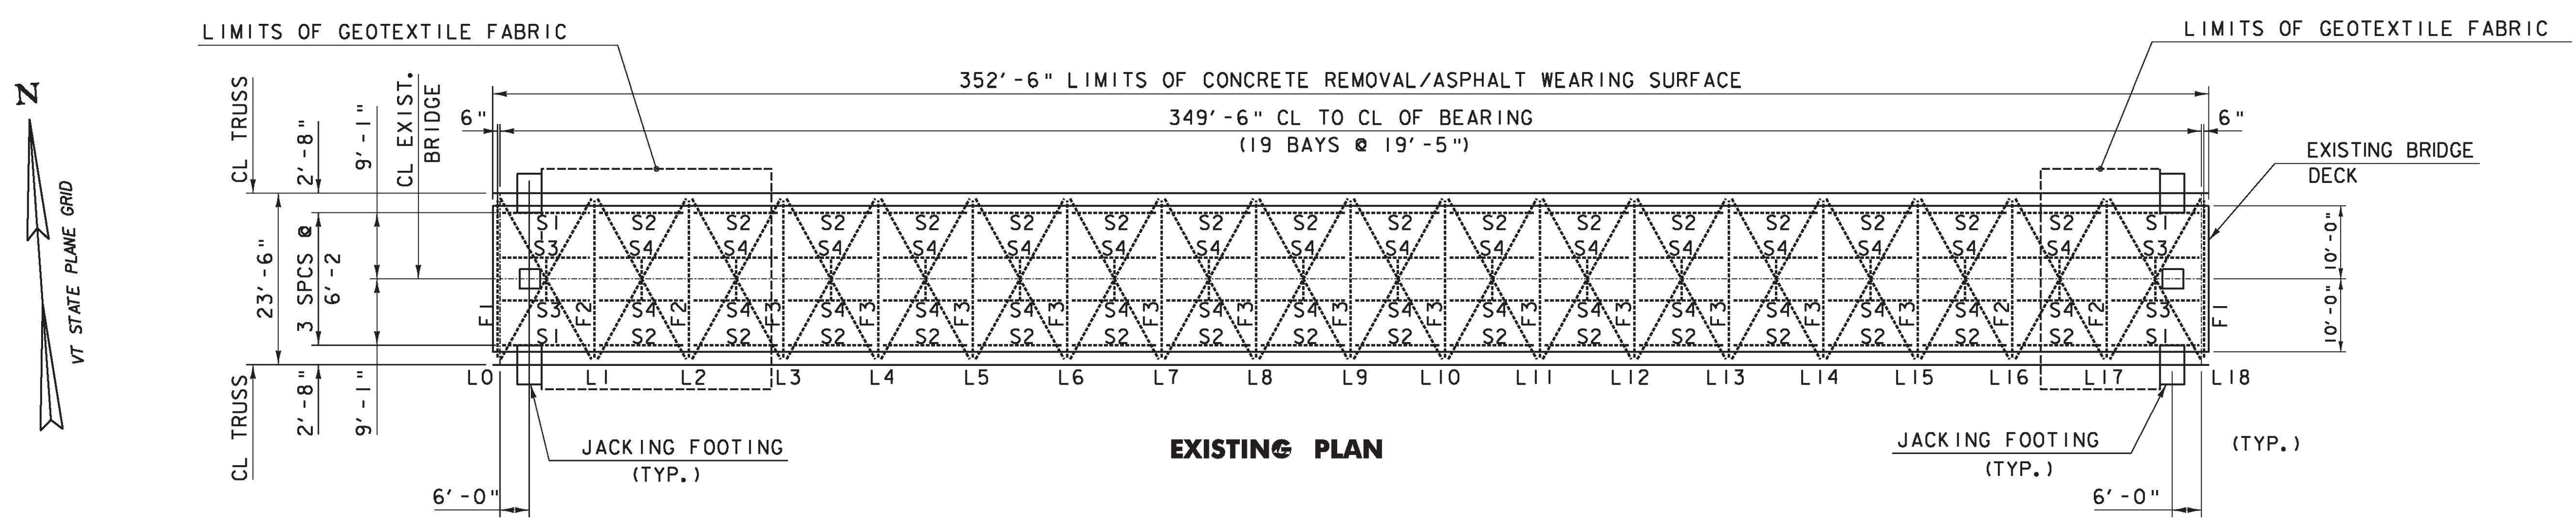 LIMITS OF GEOTEXTILE FABRIC
LIMITS OF GEOTEXTILE FABRIC
352'-6" LIMITS OF CONCRETE REMOVAL/ASPHALT WEARING SURFACE
6"
349'-6" CL TO CL OF BEARING
6"
(19 BAYS @ 19'-5")
N
VT STATE PLANE GRID
CL TRUSS
2'-8"
9'-1"
CL EXIST.
BRIDGE
EXISTING BRIDGE
DECK
23'-6"
3 SPCS @
6'-2
10'-0"
10'-0"
S1 S2 S2 S2 S2 S2 S2 S2 S2 S2 S2 S2 S2 S2 S2 S2 S2 S1
S3 S4 S4 S4 S4 S4 S4 S4 S4 S4 S4 S4 S4 S4 S4 S4 S4 S3
F1 S3 F2 S4 F2 S4 F3 S4 F3 S4 F3 S4 F3 S4 F3 S4 F3 S4 F3 S4 F3 S4 F3 S4 F3 S4 F3 S4 F3 S4 F3 S4 F2 S4 F2 S3 F1
S1 S2 S2 S2 S2 S2 S2 S2 S2 S2 S2 S2 S2 S2 S2 S2 S2 S1
L0 L1 L2 L3 L4 L5 L6 L7 L8 L9 L10 L11 L12 L13 L14 L15 L16 L17 L18
CL TRUSS
2'-8"
9'-1"
JACKING FOOTING
(TYP.)
EXISTING PLAN
JACKING FOOTING
(TYP.)
(TYP.)
6'-0"
6'-0"